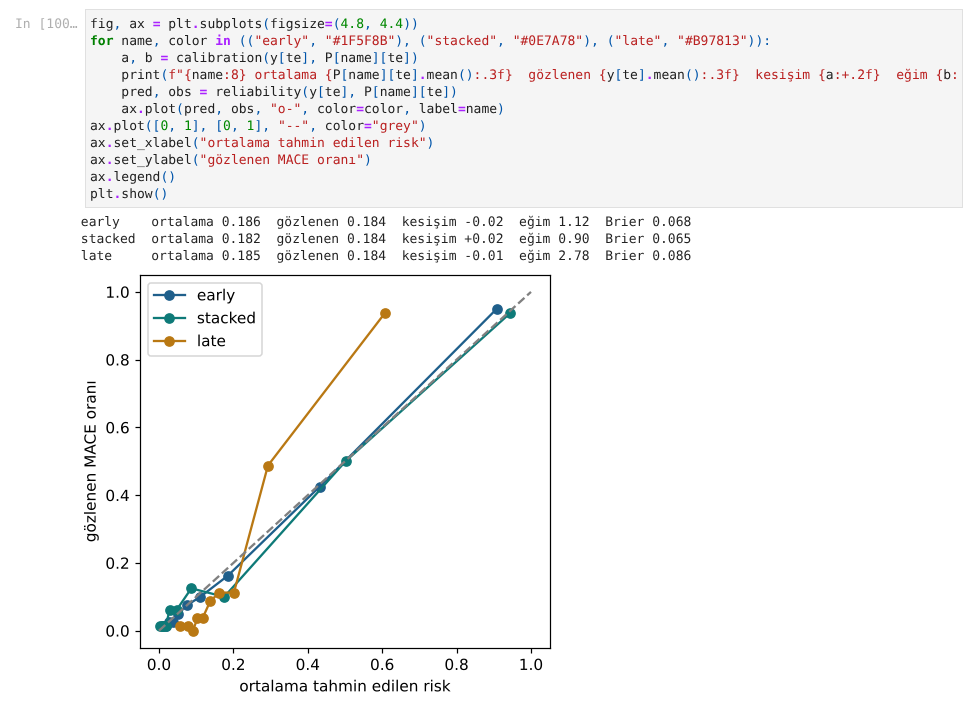 In [100…
fig, ax = plt.subplots(figsize=(4.8, 4.4))
for name, color in (("early", "#1F5F8B"), ("stacked", "#0E7A78"), ("late", "#B97813")):
    a, b = calibration(y[te], P[name][te])
    print(f"{name:8} ortalama {P[name][te].mean():.3f}  gözlenen {y[te].mean():.3f}  kesişim {a:+.2f}  eğim {b:
    pred, obs = reliability(y[te], P[name][te])
    ax.plot(pred, obs, "o-", color=color, label=name)
ax.plot([0, 1], [0, 1], "--", color="grey")
ax.set_xlabel("ortalama tahmin edilen risk")
ax.set_ylabel("gözlenen MACE oranı")
ax.legend()
plt.show()
early    ortalama 0.186  gözlenen 0.184  kesişim -0.02  eğim 1.12  Brier 0.068
stacked  ortalama 0.182  gözlenen 0.184  kesişim +0.02  eğim 0.90  Brier 0.065
late     ortalama 0.185  gözlenen 0.184  kesişim -0.01  eğim 2.78  Brier 0.086
early
stacked
late
1.0
0.8
0.6
0.4
0.2
0.0
gözlenen MACE oranı
0.0 0.2 0.4 0.6 0.8 1.0
ortalama tahmin edilen risk